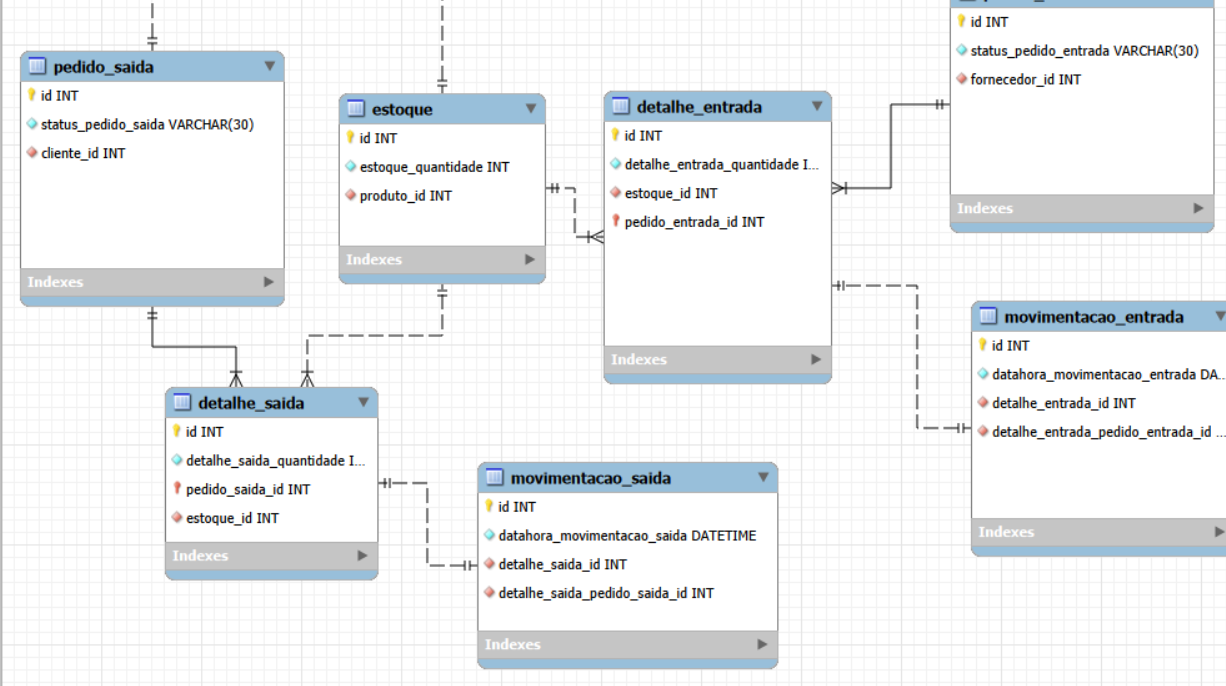 pedido_saida
id INT
status_pedido_saida VARCHAR(30)
cliente_id INT
Indexes
estoque
id INT
estoque_quantidade INT
produto_id INT
Indexes
detalhe_entrada
id INT
detalhe_entrada_quantidade I...
estoque_id INT
pedido_entrada_id INT
Indexes
id INT
status_pedido_entrada VARCHAR(30)
fornecedor_id INT
Indexes
movimentacao_entrada
id INT
datahora_movimentacao_entrada DA...
detalhe_entrada_id INT
detalhe_entrada_pedido_entrada_id ...
Indexes
detalhe_saida
id INT
detalhe_saida_quantidade I...
pedido_saida_id INT
estoque_id INT
Indexes
movimentacao_saida
id INT
datahora_movimentacao_saida DATETIME
detalhe_saida_id INT
detalhe_saida_pedido_saida_id INT
Indexes